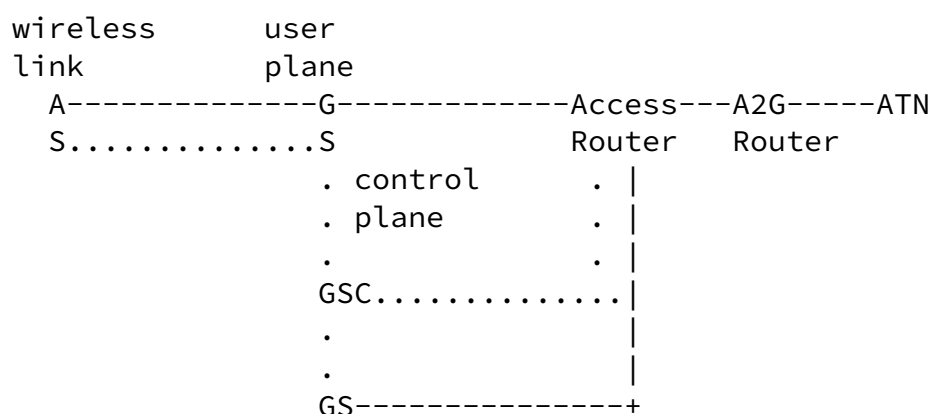 wireless        user
link            plane
  A--------------G-------------Access---A2G-----ATN
  S..............S             Router   Router
                 . control      . |
                 . plane        . |
                 .              . |
                 GSC..............|
                 .                |
                 .                |
                 GS---------------+